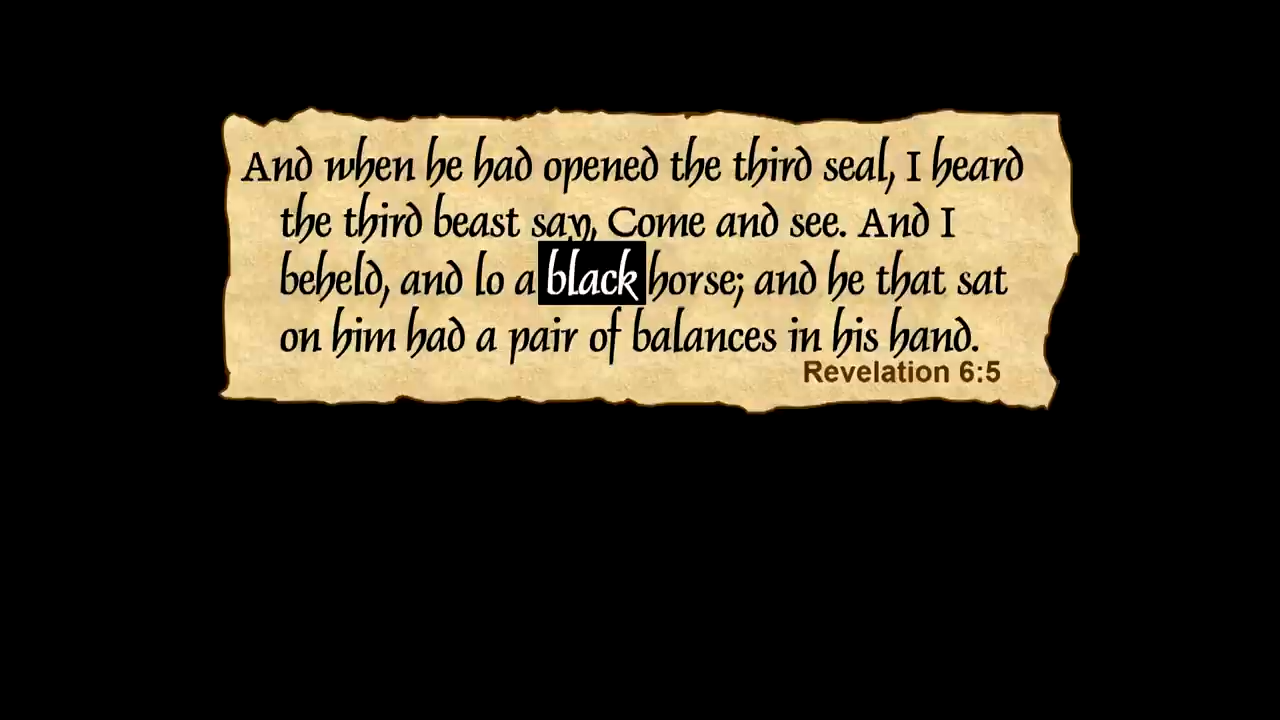 And when he had opened the third seal, I heard
the third beast say, Come and see. And I
beheld, and lo a black horse; and he that sat
on him had a pair of balances in his hand.
Revelation 6:5